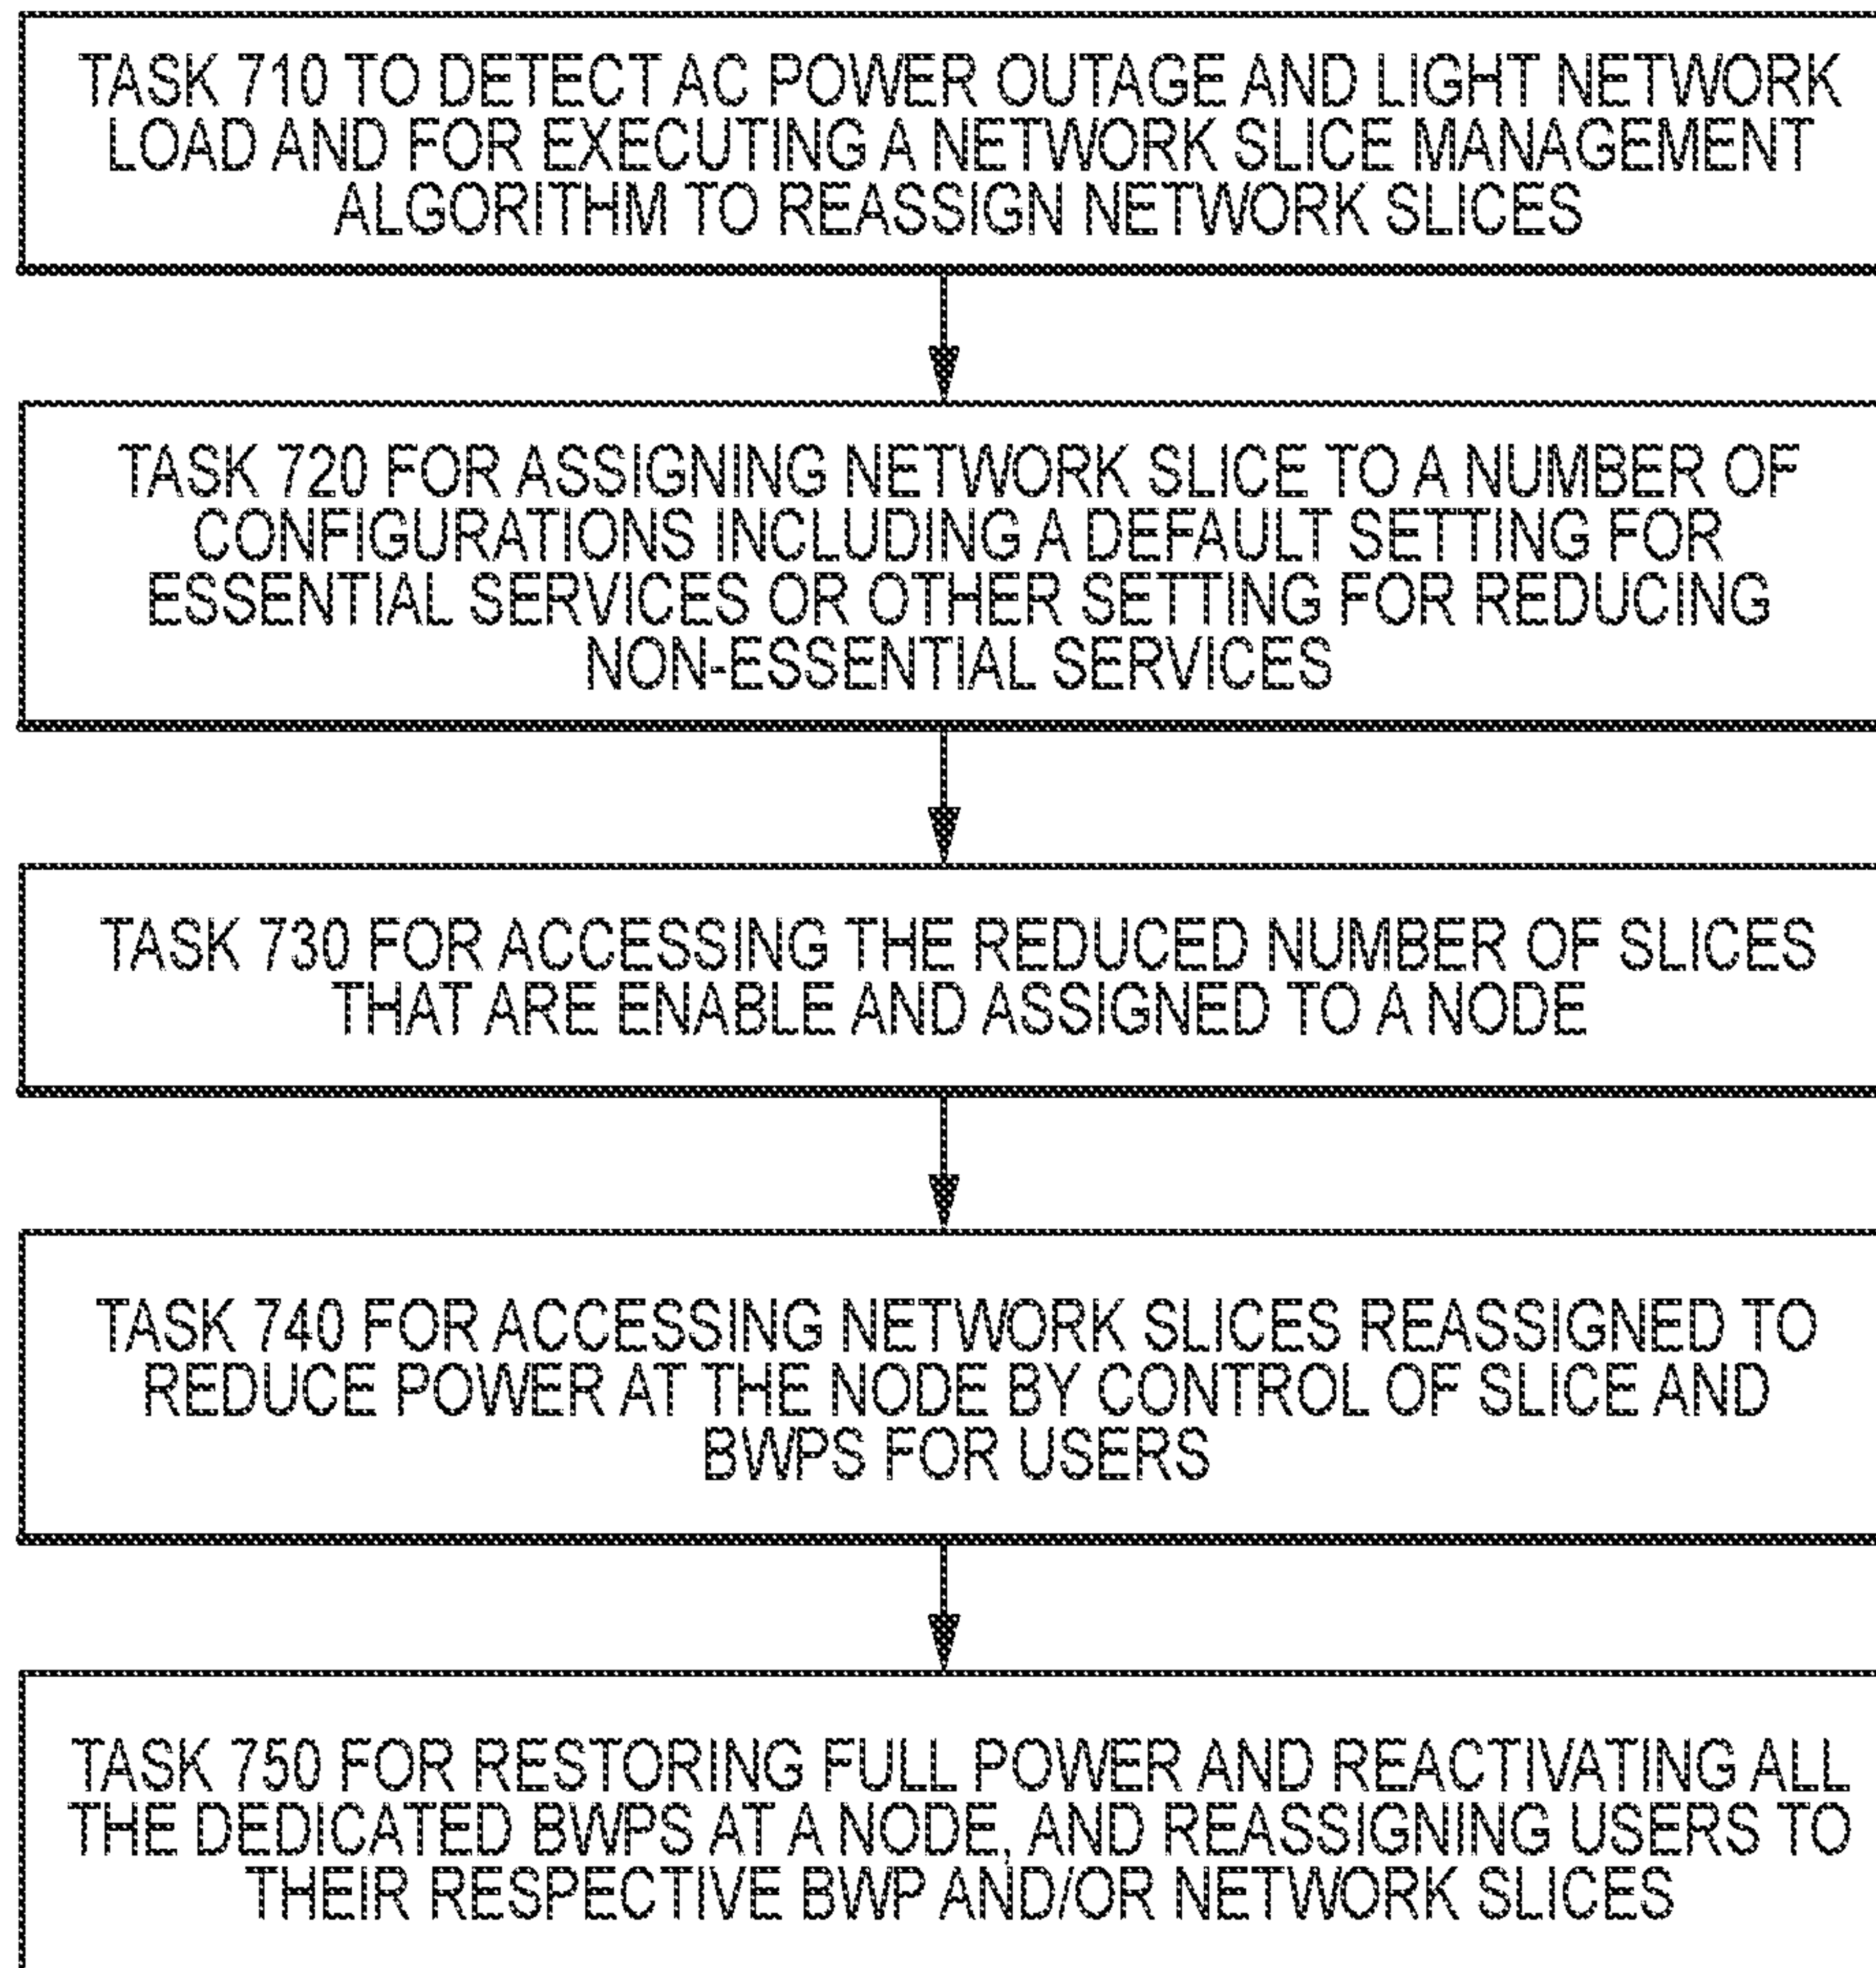 TASK 710 TO DETECT AC POWER OUTAGE AND LIGHT NETWORK
LOAD AND FOR EXECUTING A NETWORK SLICE MANAGEMENT
ALGORITHM TO REASSIGN NETWORK SLICES
TASK 720 FOR ASSIGNING NETWORK SLICE TO A NUMBER OF
CONFIGURATIONS INCLUDING A DEFAULT SETTING FOR
ESSENTIAL SERVICES OR OTHER SETTING FOR REDUCING
NON-ESSENTIAL SERVICES
TASK 730 FOR ACCESSING THE REDUCED NUMBER OF SLICES
THAT ARE ENABLE AND ASSIGNED TO A NODE
TASK 740 FOR ACCESSING NETWORK SLICES REASSIGNED TO
REDUCE POWER AT THE NODE BY CONTROL OF SLICE AND
BWPS FOR USERS
TASK 750 FOR RESTORING FULL POWER AND REACTIVATING ALL
THE DEDICATED BWPS AT A NODE, AND REASSIGNING USERS TO
THEIR RESPECTIVE BWP AND/OR NETWORK SLICES